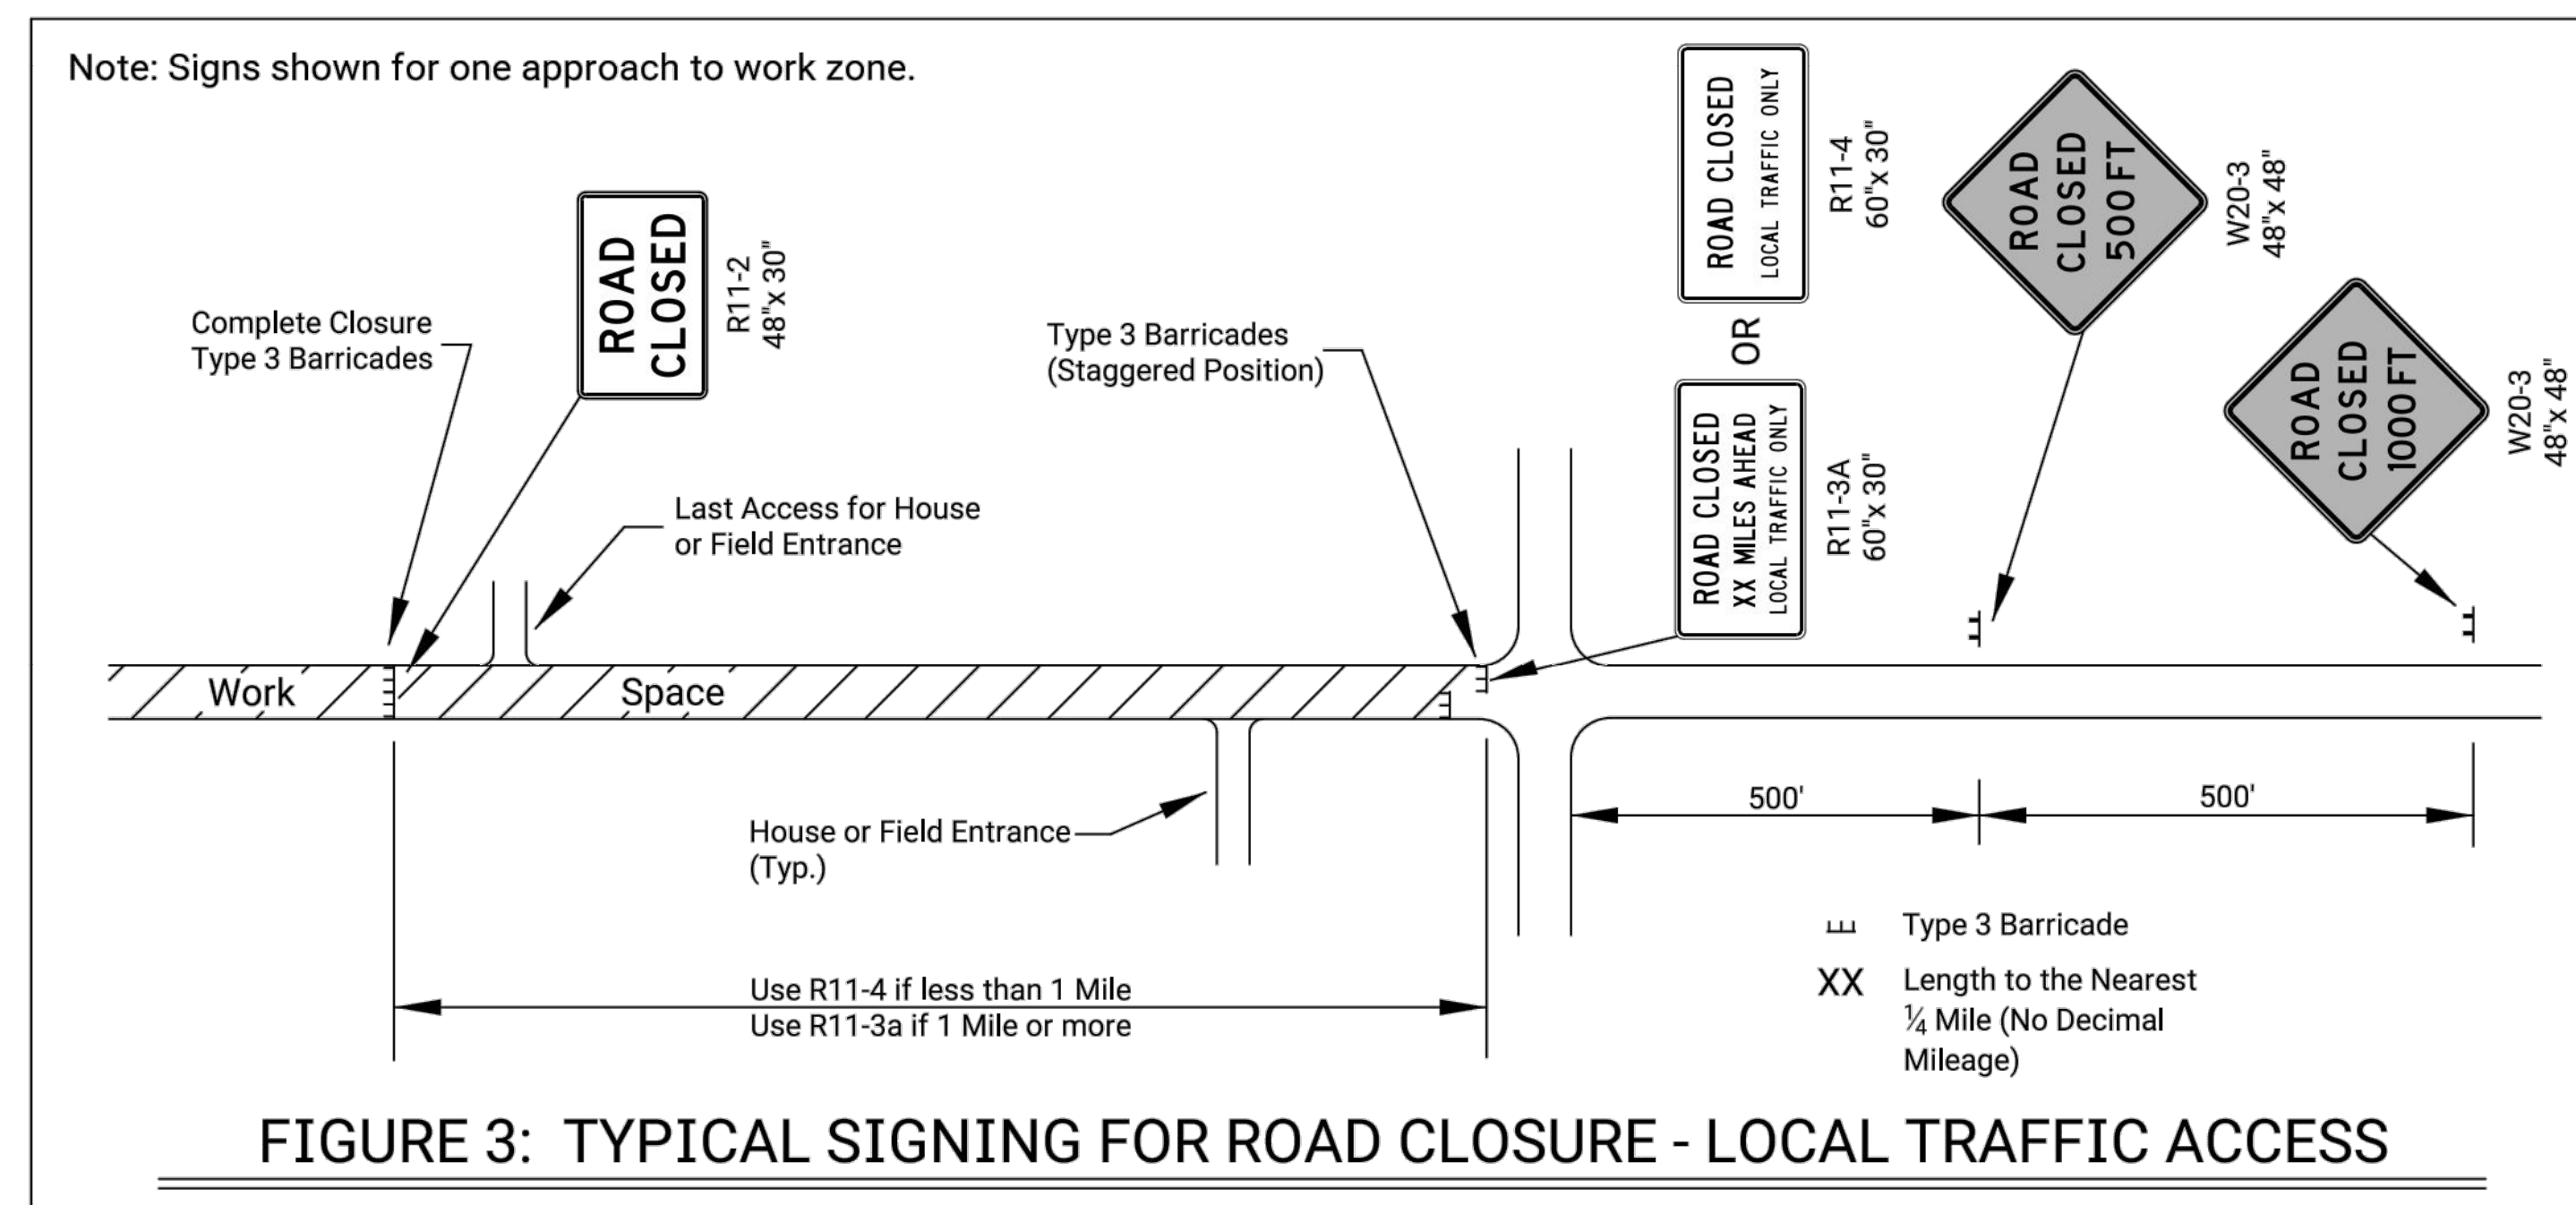 Note: Signs shown for one approach to work zone.
ROAD CLOSED
LOCAL TRAFFIC ONLY
R11-4
60"x 30"
ROAD
CLOSED
500FT
W20-3
48"x 48"
ROAD
CLOSED
R11-2
48"x 30"
Complete Closure
Type 3 Barricades
Type 3 Barricades
(Staggered Position)
OR
ROAD CLOSED
XX MILES AHEAD
LOCAL TRAFFIC ONLY
R11-3A
60"x 30"
ROAD
CLOSED
1000FT
W20-3
48"x 48"
Last Access for House
or Field Entrance
Work
Space
500'
500'
House or Field Entrance
(Typ.)
Type 3 Barricade
XX Length to the Nearest
¼ Mile (No Decimal
Mileage)
Use R11-4 if less than 1 Mile
Use R11-3a if 1 Mile or more
FIGURE 3: TYPICAL SIGNING FOR ROAD CLOSURE - LOCAL TRAFFIC ACCESS